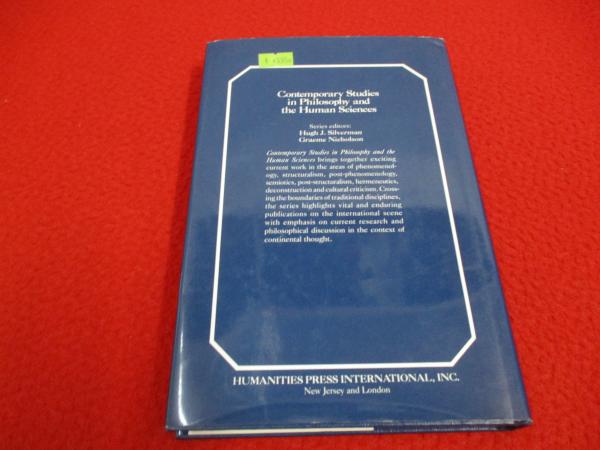 Contemporary Studies
in Philosophy and
the Human Sciences
Series editors:
Hugh J. Silverman
Graeme Nicholson
Contemporary Studies in Philosophy and the
Human Sciences brings together exciting
current work in the areas of phenomenol-
ogy, structuralism, post-phenomenology,
semiotics, post-structuralism, hermeneutics,
deconstruction and cultural criticism. Cross-
ing the boundaries of traditional disciplines,
the series highlights vital and enduring
publications on the international scene
with emphasis on current research and
philosophical discussion in the context of
continental thought.
HUMANITIES PRESS INTERNATIONAL, INC.
New Jersey and London